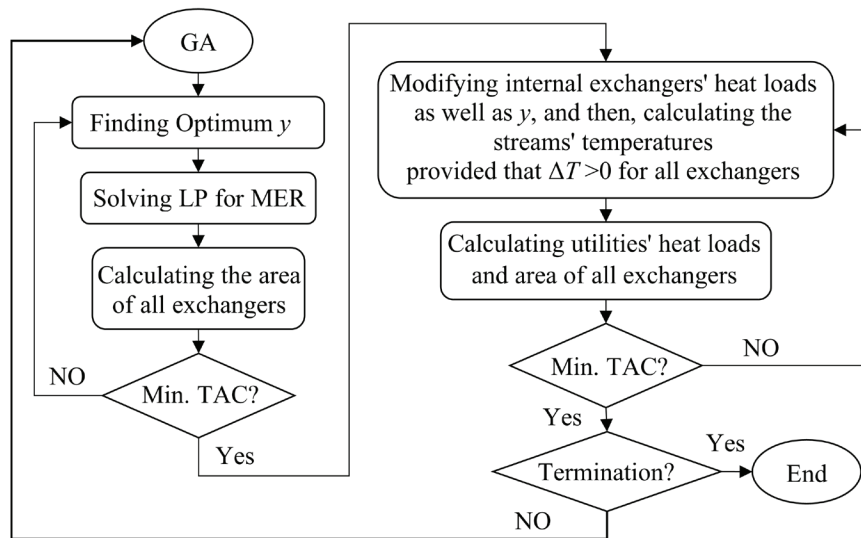 GA
Finding Optimum y
Solving LP for MER
Calculating the area
of all exchangers
NO
Min. TAC?
Yes
Modifying internal exchangers' heat loads
as well as y, and then, calculating the
streams' temperatures
provided that ΔT >0 for all exchangers
Calculating utilities' heat loads
and area of all exchangers
Min. TAC?
NO
Yes
Termination?
Yes
End
NO